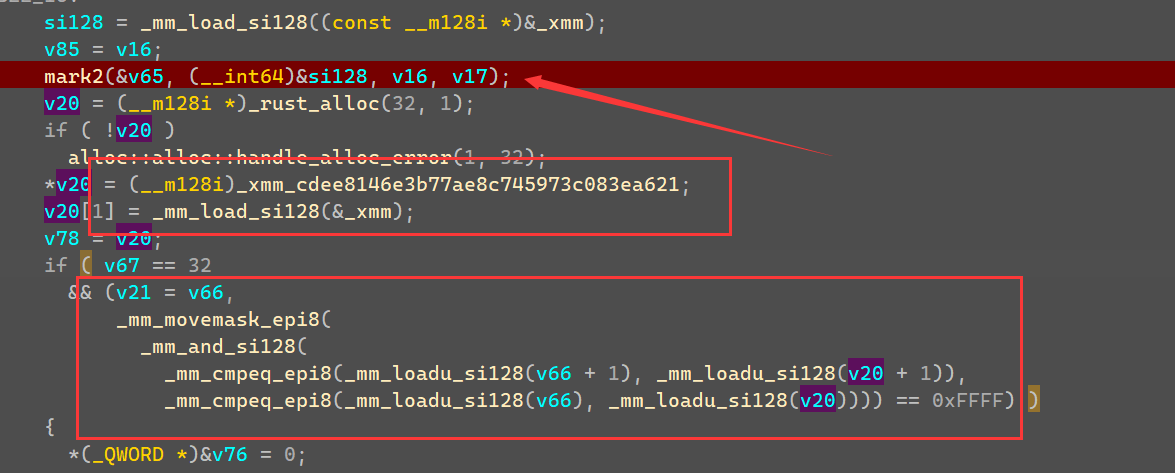 si128 = _mm_load_si128((const __m128i *)&_xmm);
v85 = v16;
mark2(&v65, (__int64)&si128, v16, v17);
v20 = (__m128i *)_rust_alloc(32, 1);
if ( !v20 )
alloc::alloc::handle_alloc_error(1, 32);
*v20 = (__m128i)_xmm_cdee8146e3b77ae8c745973c083ea621;
v20[1] = _mm_load_si128(&_xmm);
v78 = v20;
if ( v67 == 32
&& (v21 = v66,
_mm_movemask_epi8(
_mm_and_si128(
_mm_cmpeq_epi8(_mm_loadu_si128(v66 + 1), _mm_loadu_si128(v20 + 1)),
_mm_cmpeq_epi8(_mm_loadu_si128(v66), _mm_loadu_si128(v20)))) == 0xFFFF) )
{
*(_QWORD *)&v76 = 0;